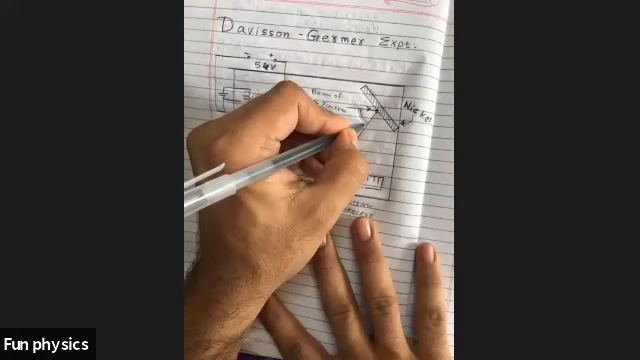 Davisson - Germer Expt.
- +
54V
Beam of
Electron
Nickel
Fun physics